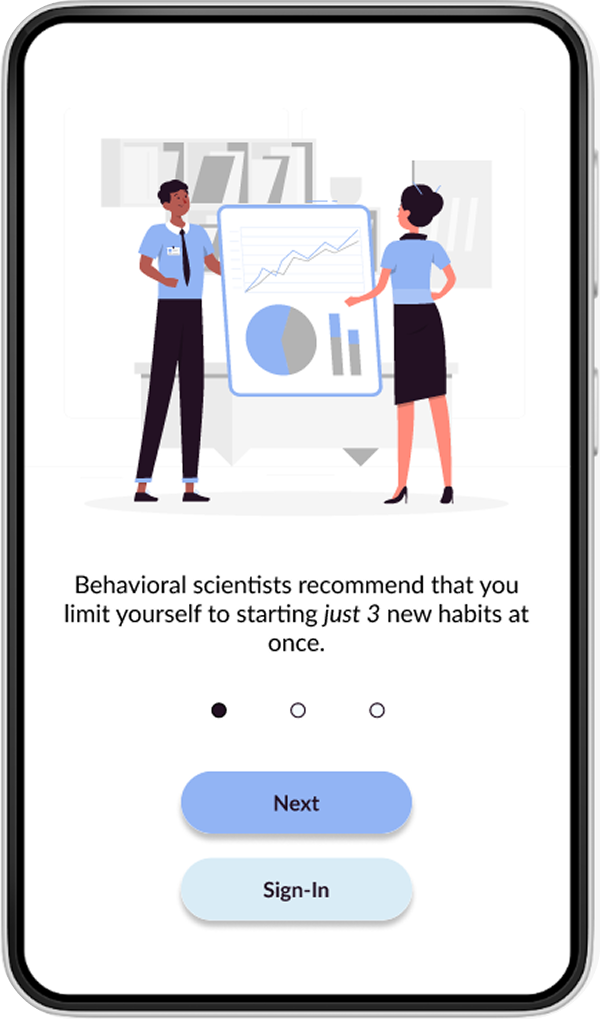 Behavioral scientists recommend that you
limit yourself to starting just 3 new habits at
once.
Next
Sign-In